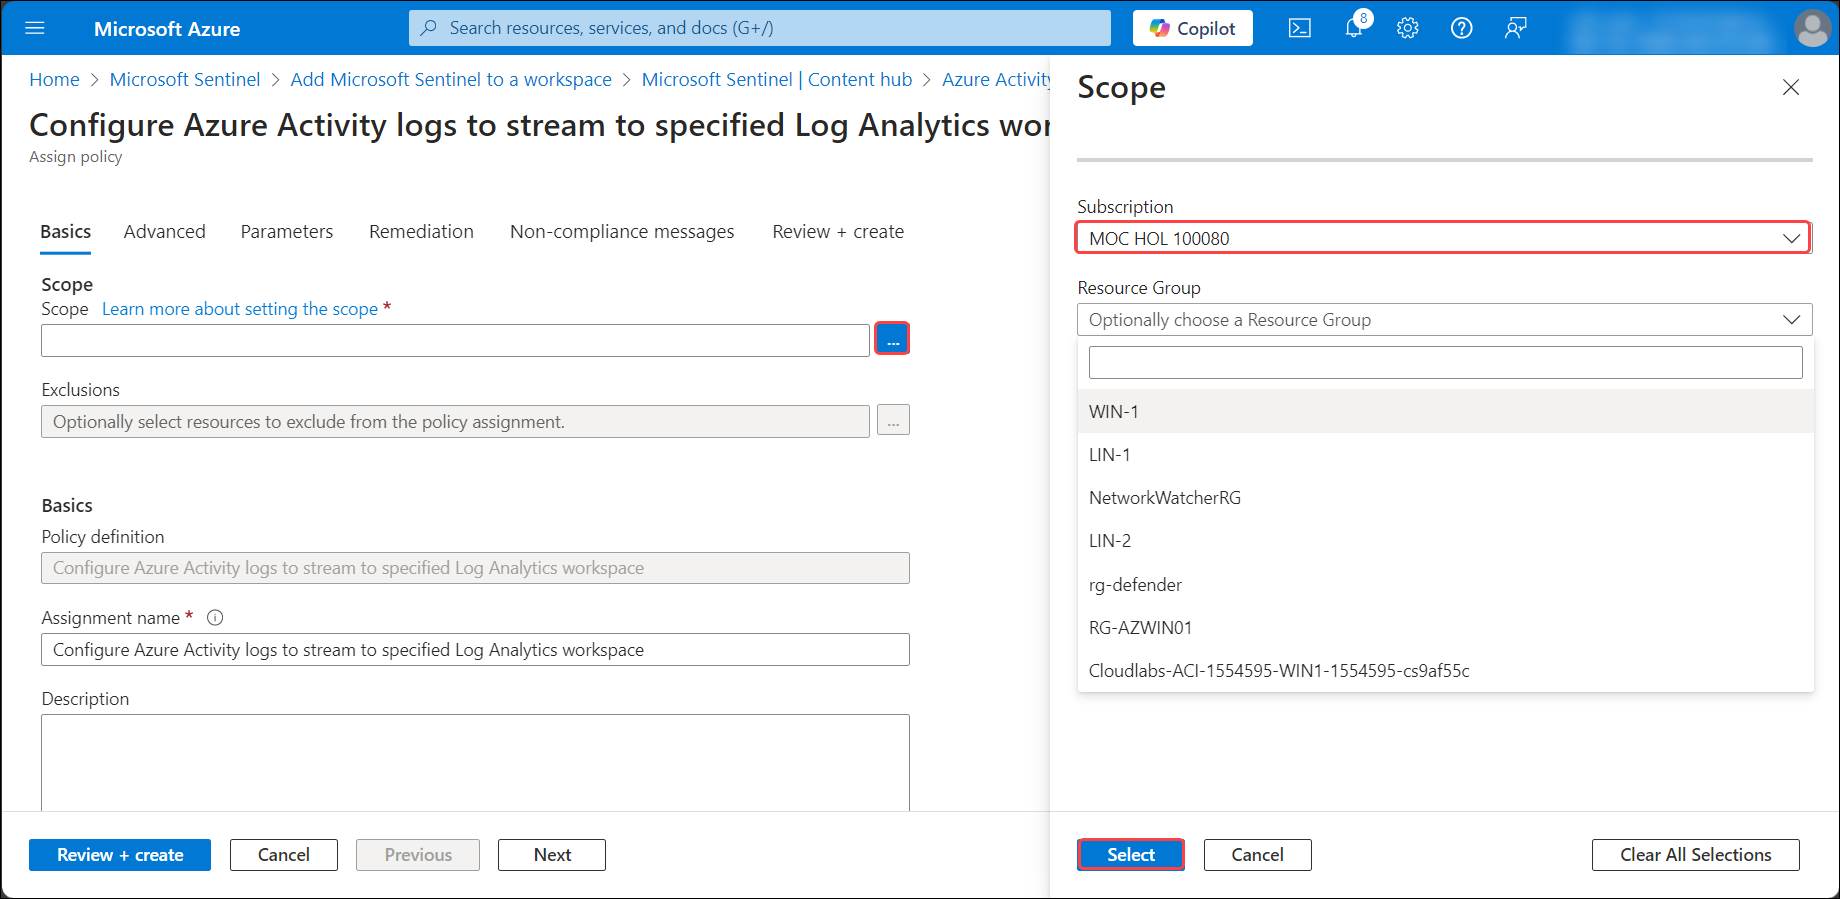 Microsoft Azure
Search resources, services, and docs (G+/)
Copilot
8
Home > Microsoft Sentinel > Add Microsoft Sentinel to a workspace > Microsoft Sentinel | Content hub > Azure Activity
Configure Azure Activity logs to stream to specified Log Analytics wor
Assign policy
Basics Advanced Parameters Remediation Non-compliance messages Review + create
Scope
Scope Learn more about setting the scope *
...
Exclusions
Optionally select resources to exclude from the policy assignment.
...
Basics
Policy definition
Configure Azure Activity logs to stream to specified Log Analytics workspace
Assignment name *
Configure Azure Activity logs to stream to specified Log Analytics workspace
Description
Review + create Cancel Previous Next
Scope
Subscription
MOC HOL 100080
Resource Group
Optionally choose a Resource Group
WIN-1
LIN-1
NetworkWatcherRG
LIN-2
rg-defender
RG-AZWIN01
Cloudlabs-ACI-1554595-WIN1-1554595-cs9af55c
Select Cancel Clear All Selections